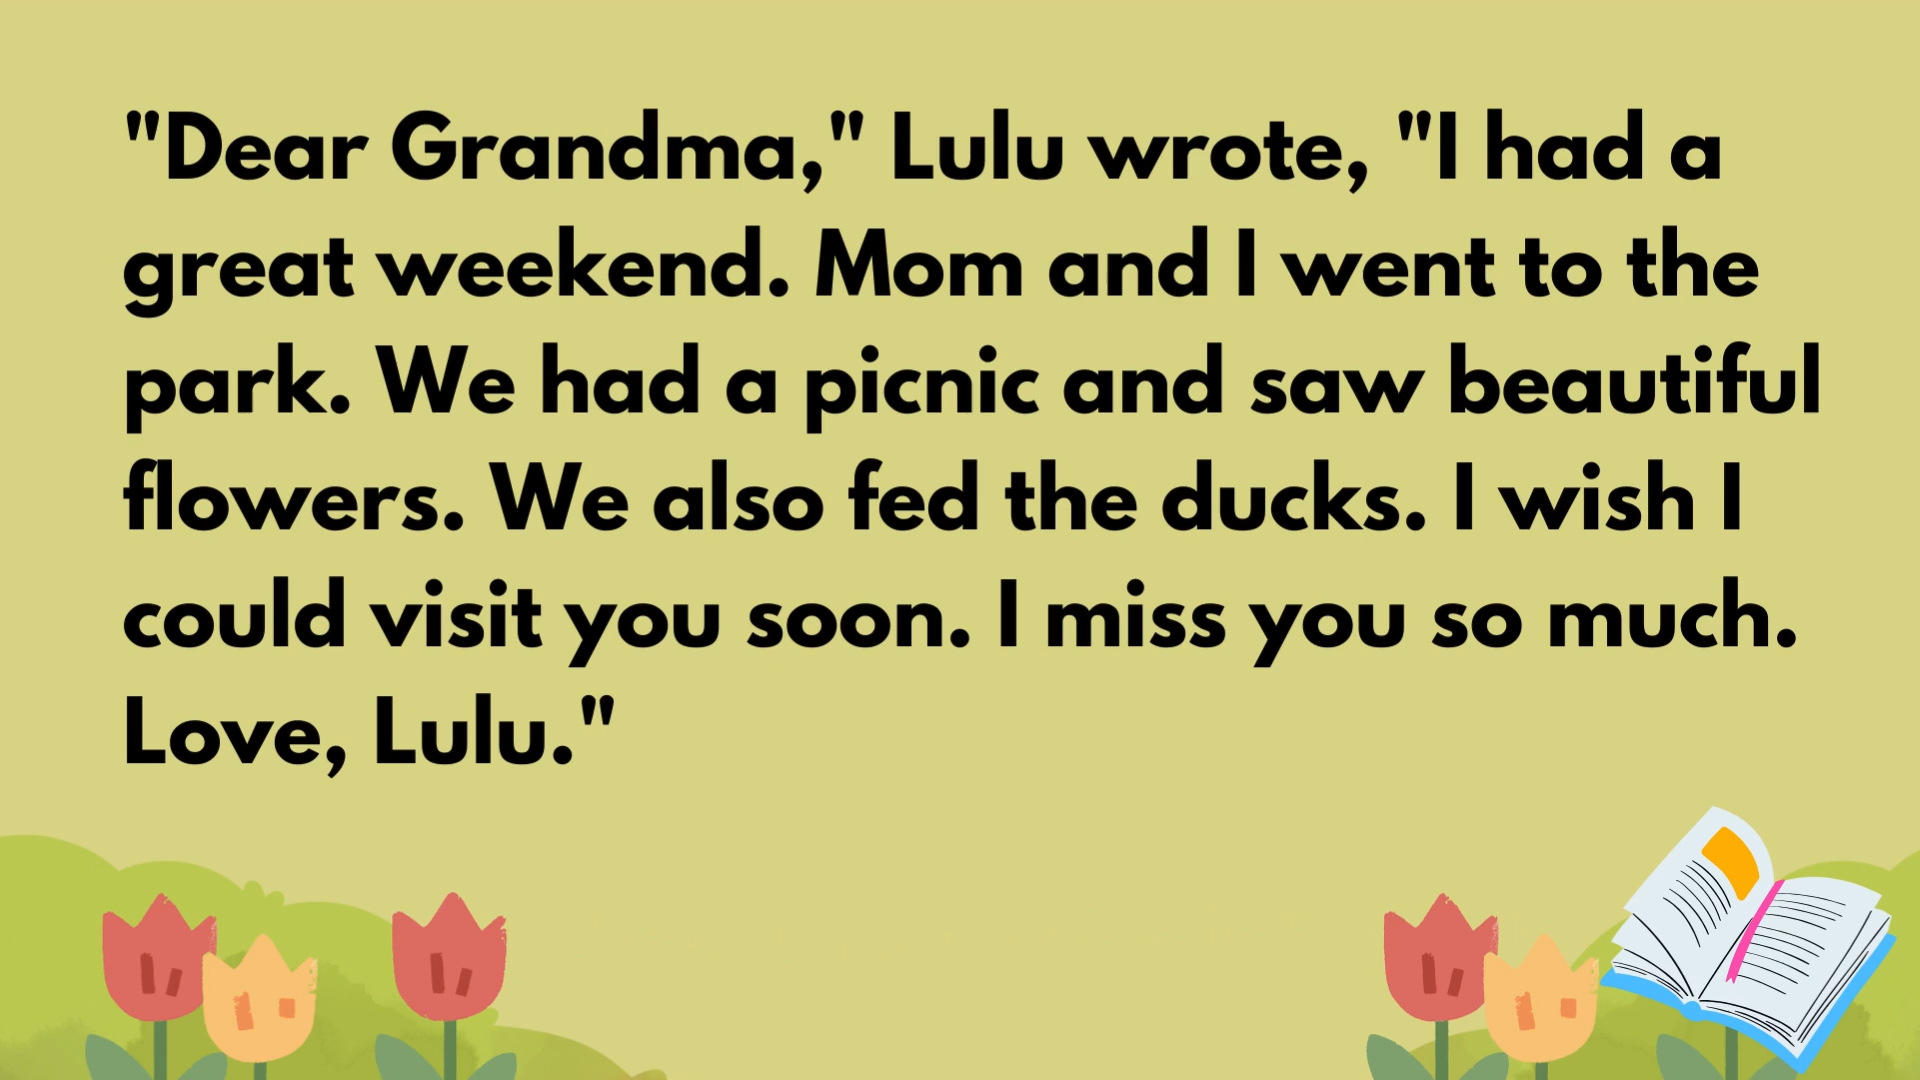 "Dear Grandma," Lulu wrote, "I had a
great weekend. Mom and I went to the
park. We had a picnic and saw beautiful
flowers. We also fed the ducks. I wish I
could visit you soon. I miss you so much.
Love, Lulu."